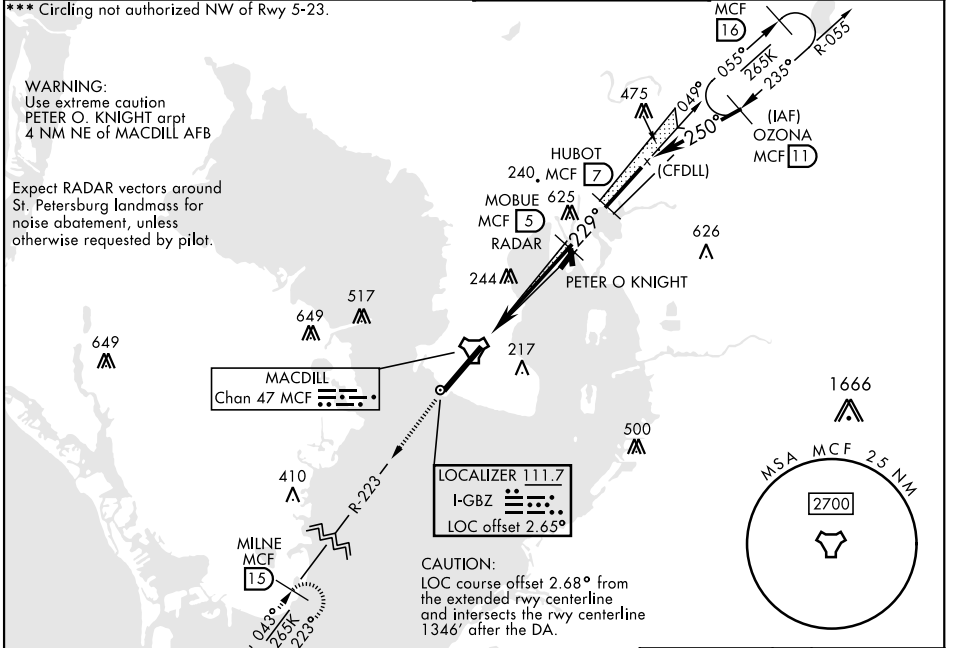 *** Circling not authorized NW of Rwy 5-23.
MCF
16
R-055
055°
265K
235°
WARNING:
Use extreme caution
PETER O. KNIGHT arpt
4 NM NE of MACDILL AFB
475
049°
250°
(IAF)
OZONA
MCF 11
HUBOT
MCF 7
(CFDLL)
240
Expect RADAR vectors around
St. Petersburg landmass for
noise abatement, unless
otherwise requested by pilot.
MOBUE
MCF 5
RADAR
625
229°
626
244
PETER O KNIGHT
517
649
649
217
MACDILL
Chan 47 MCF
1666
500
MSA MCF 25 NM
2700
410
R-223
LOCALIZER 111.7
I-GBZ
LOC offset 2.65°
MILNE
MCF
15
043°
265K
223°
CAUTION:
LOC course offset 2.68° from
the extended rwy centerline
and intersects the rwy centerline
1346' after the DA.